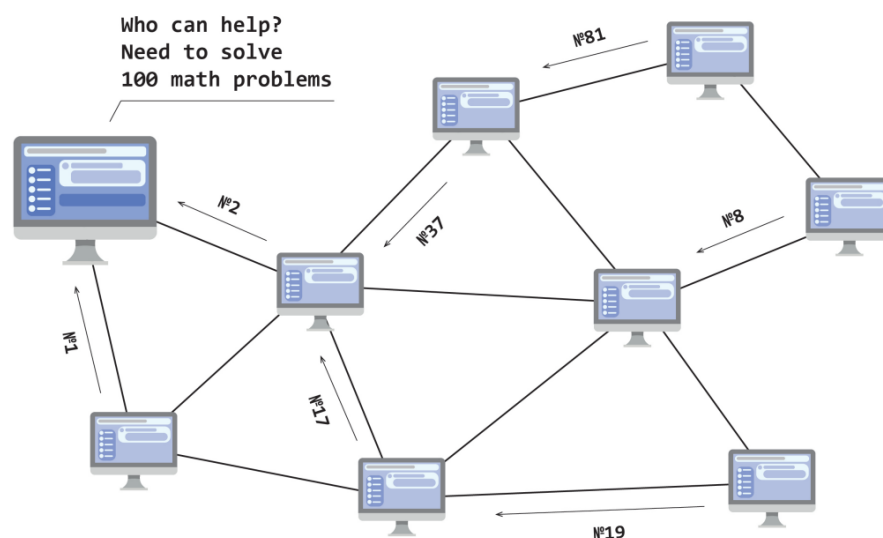 Who can help?
Need to solve
100 math problems
№81
№2
№37
№8
№1
№17
№19